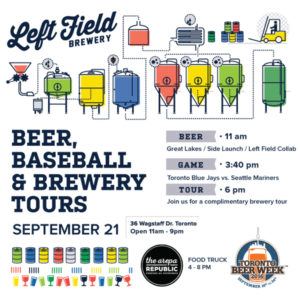 Left Field
BREWERY
BEER,
BASEBALL
& BREWERY
TOURS
SEPTEMBER 21
BEER • 11 am
Great Lakes / Side Launch / Left Field Collab
GAME • 3:40 pm
Toronto Blue Jays vs. Seattle Mariners
TOUR • 6 pm
Join us for a complimentary brewery tour
36 Wagstaff Dr. Toronto
Open 11am - 9pm
the arepa
REPUBLIC
FOOD TRUCK
4 - 8 PM
TORONTO
BEER WEEK
2016